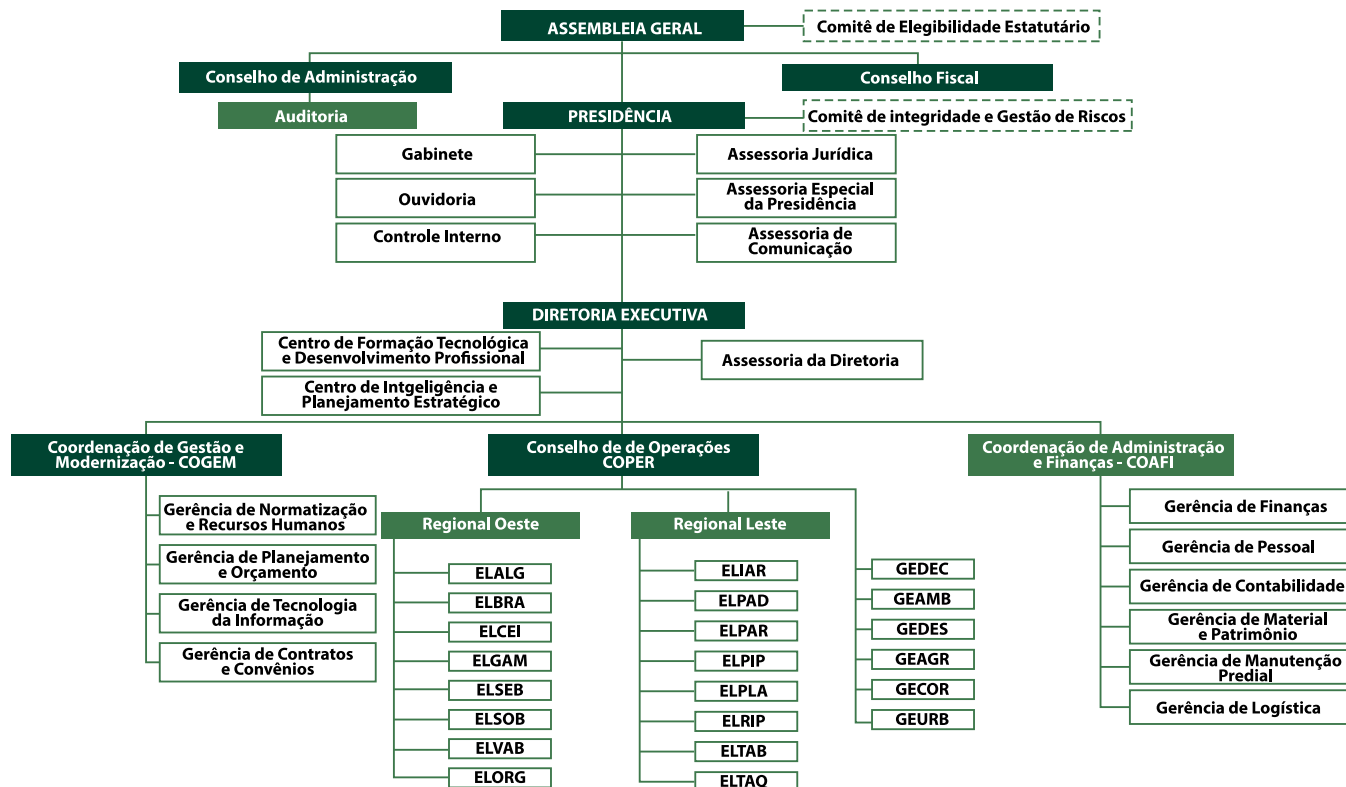 ASSEMBLEIA GERAL
Comitê de Elegibilidade Estatutário
Conselho de Administração
Conselho Fiscal
Auditoria
PRESIDÊNCIA
Comitê de integridade e Gestão de Riscos
Gabinete
Assessoria Jurídica
Ouvidoria
Assessoria Especial
da Presidência
Controle Interno
Assessoria de
Comunicação
DIRETORIA EXECUTIVA
Centro de Formação Tecnológica
e Desenvolvimento Profissional
Assessoria da Diretoria
Centro de Intgeligência e
Planejamento Estratégico
Coordenação de Gestão e
Modernização - COGEM
Conselho de de Operações
COPER
Coordenação de Administração
e Finanças - COAFI
Gerência de Normatização
e Recursos Humanos
Gerência de Planejamento
e Orçamento
Gerência de Tecnologia
da Informação
Gerência de Contratos
e Convênios
Regional Oeste
ELALG
ELBRA
ELCEI
ELGAM
ELSEB
ELSOB
ELVAB
ELORG
Regional Leste
ELIAR
ELPAD
ELPAR
ELPIP
ELPLA
ELRIP
ELTAB
ELTAQ
GEDEC
GEAMB
GEDES
GEAGR
GECOR
GEURB
Gerência de Finanças
Gerência de Pessoal
Gerência de Contabilidade
Gerência de Material
e Patrimônio
Gerência de Manutenção
Predial
Gerência de Logística